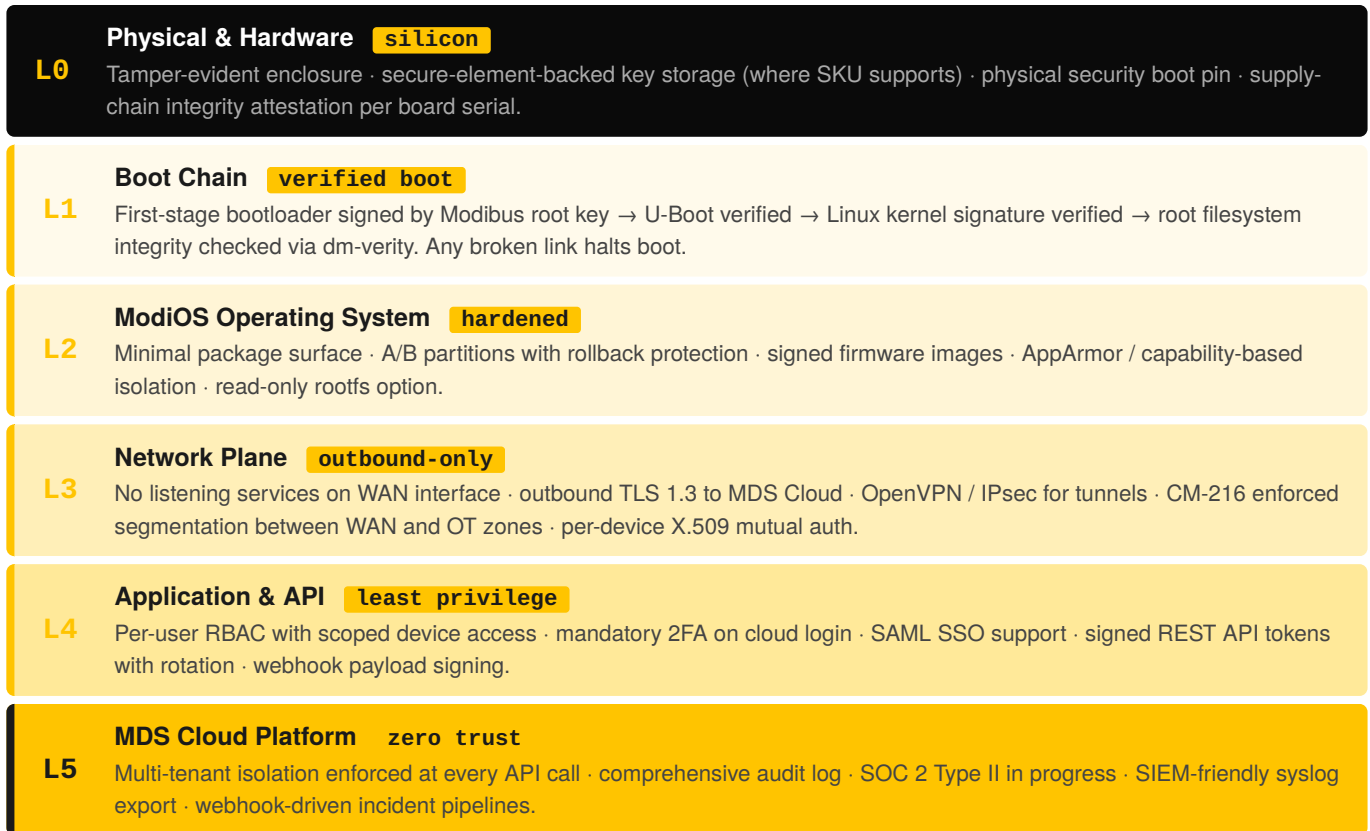 Physical & Hardware silicon
L0
Tamper-evident enclosure · secure-element-backed key storage (where SKU supports) · physical security boot pin · supply-
chain integrity attestation per board serial.
Boot Chain verified boot
L1
First-stage bootloader signed by Modibus root key → U-Boot verified → Linux kernel signature verified → root filesystem
integrity checked via dm-verity. Any broken link halts boot.
ModiOS Operating System hardened
L2
Minimal package surface · A/B partitions with rollback protection · signed firmware images · AppArmor / capability-based
isolation · read-only rootfs option.
Network Plane outbound-only
L3
No listening services on WAN interface · outbound TLS 1.3 to MDS Cloud · OpenVPN / IPsec for tunnels · CM-216 enforced
segmentation between WAN and OT zones · per-device X.509 mutual auth.
Application & API least privilege
L4
Per-user RBAC with scoped device access · mandatory 2FA on cloud login · SAML SSO support · signed REST API tokens
with rotation · webhook payload signing.
MDS Cloud Platform zero trust
L5
Multi-tenant isolation enforced at every API call · comprehensive audit log · SOC 2 Type II in progress · SIEM-friendly syslog
export · webhook-driven incident pipelines.